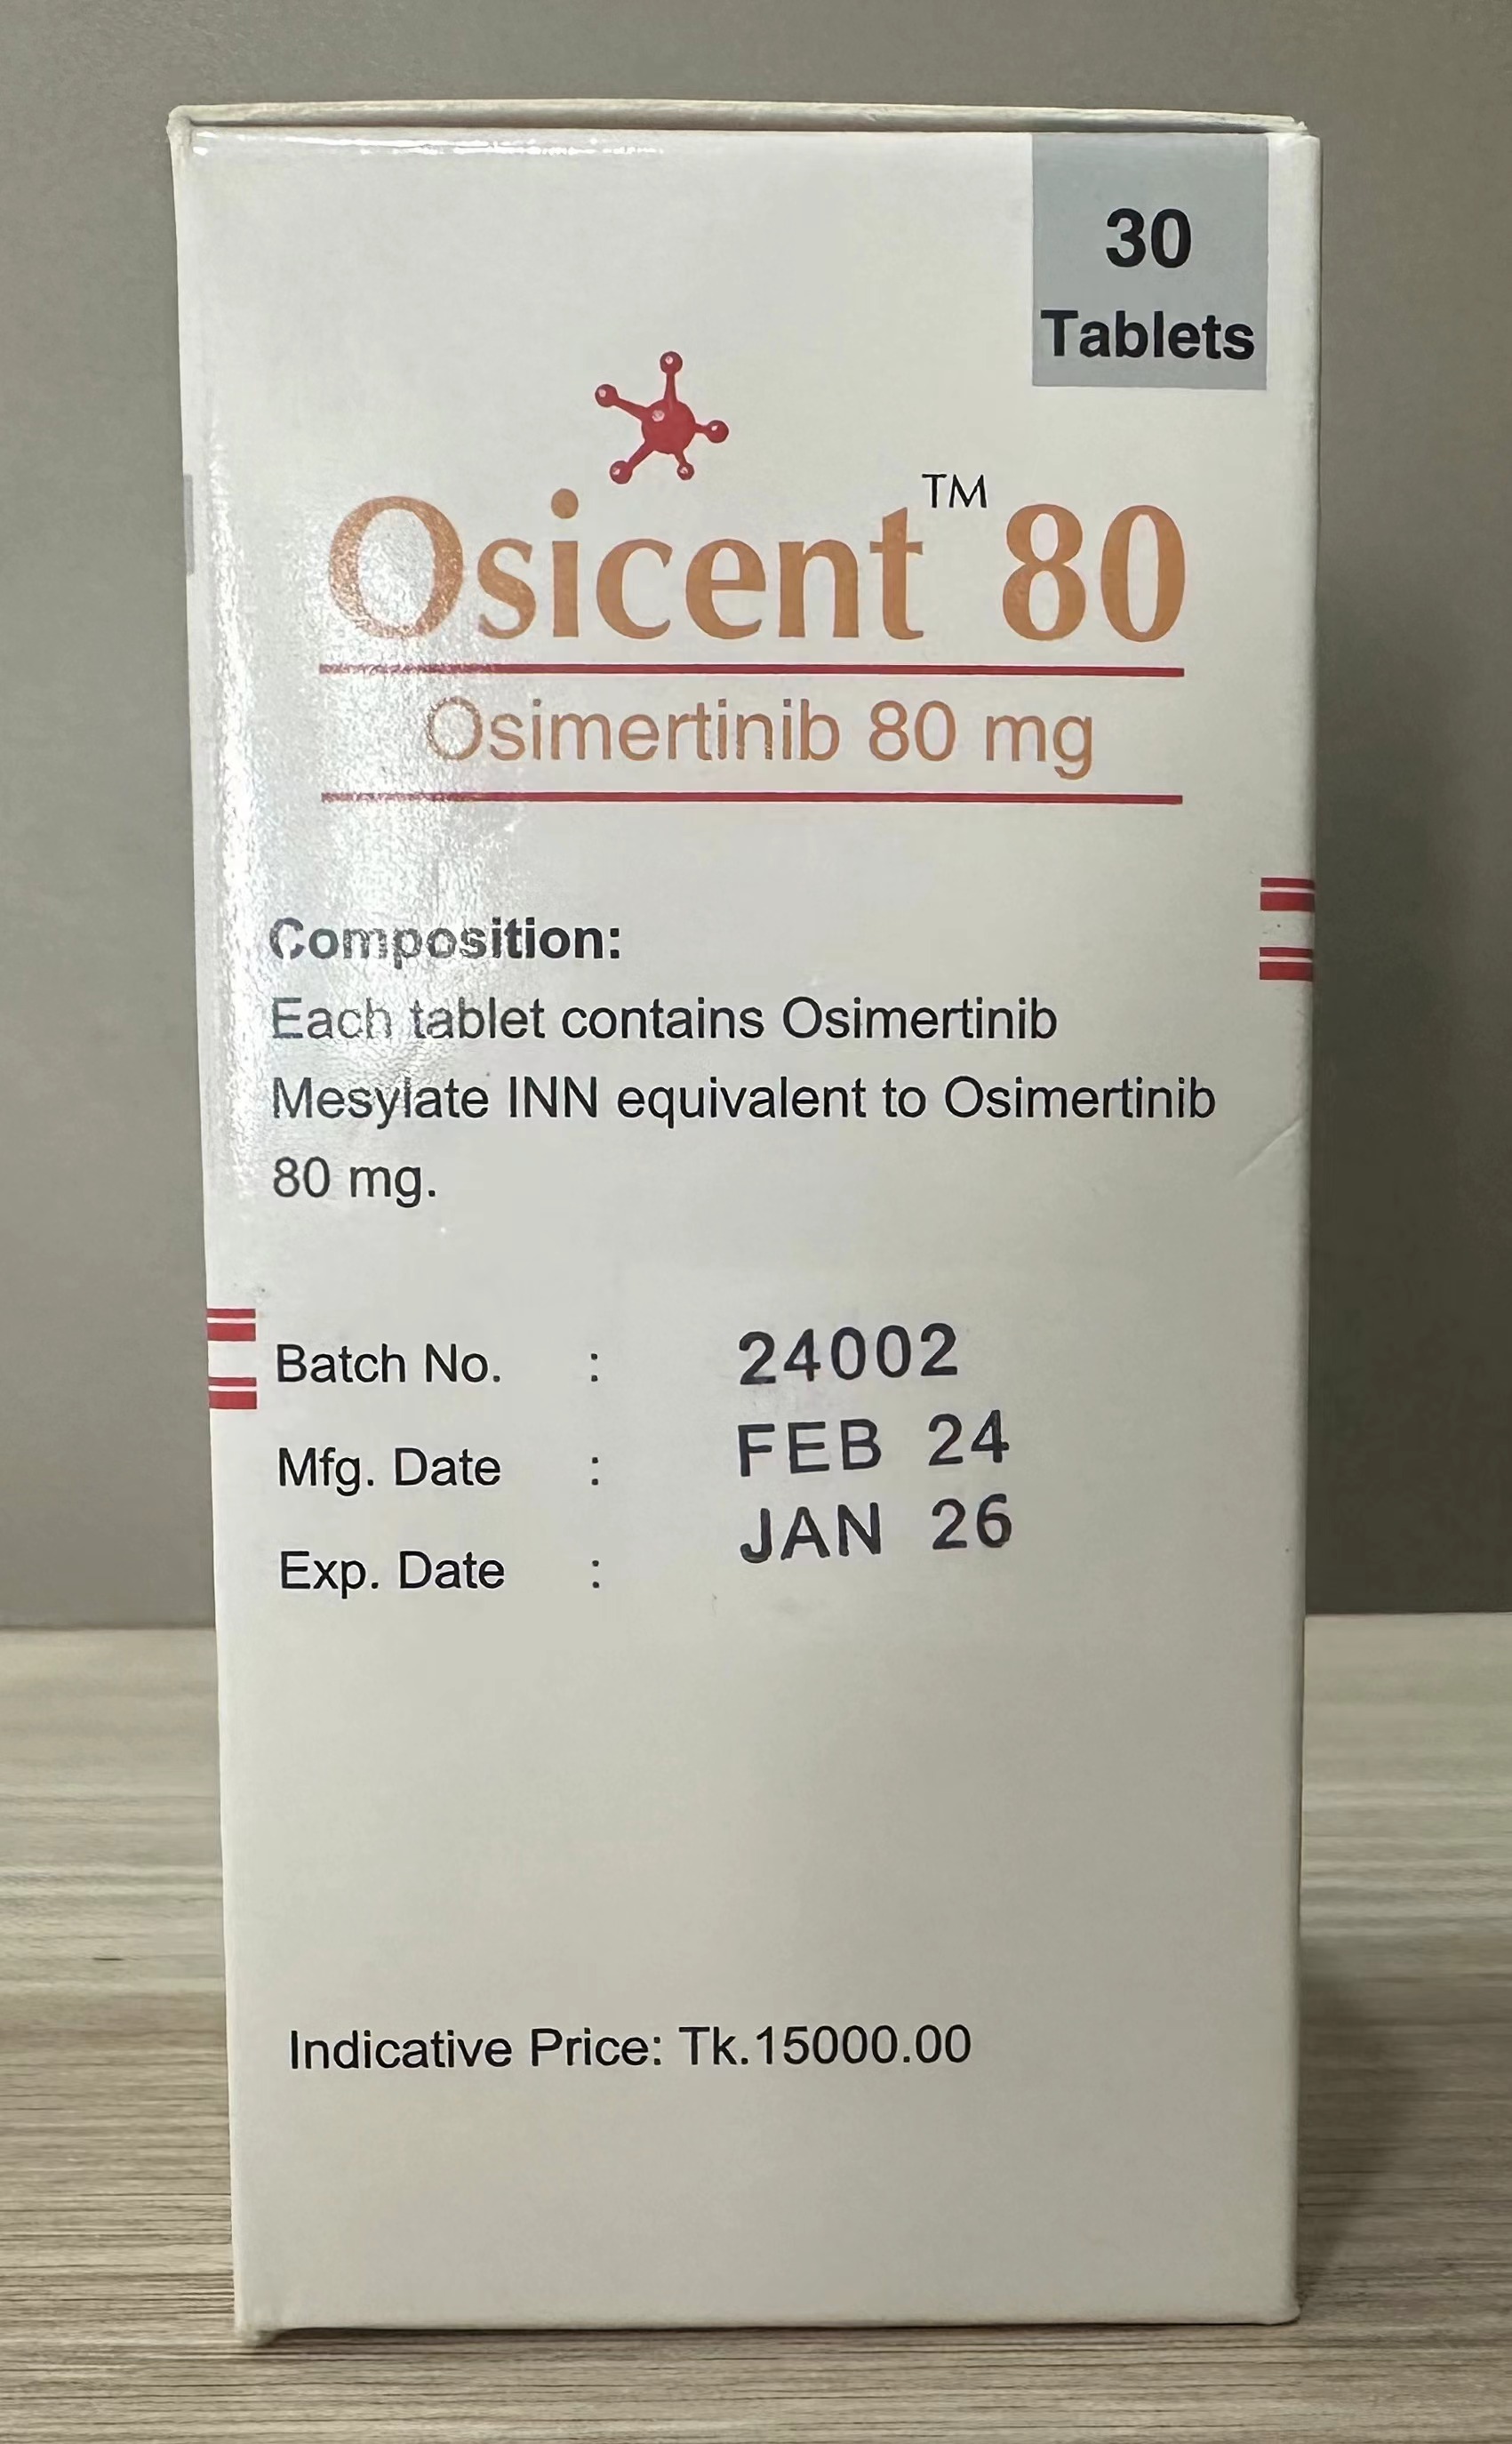 30
Tablets
Osicent™ 80
Osimertinib 80 mg
Composition:
Each tablet contains Osimertinib
Mesylate INN equivalent to Osimertinib
80 mg.
Batch No. : 24002
Mfg. Date : FEB 24
Exp. Date : JAN 26
Indicative Price: Tk.15000.00